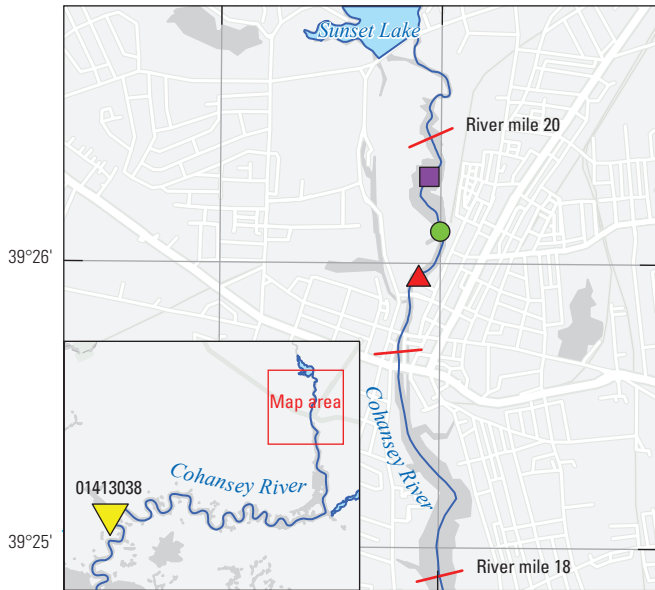 Sunset Lake
River mile 20
39°26'
Map area
Cohansey River
Cohansey River
01413038
39°25'
River mile 18